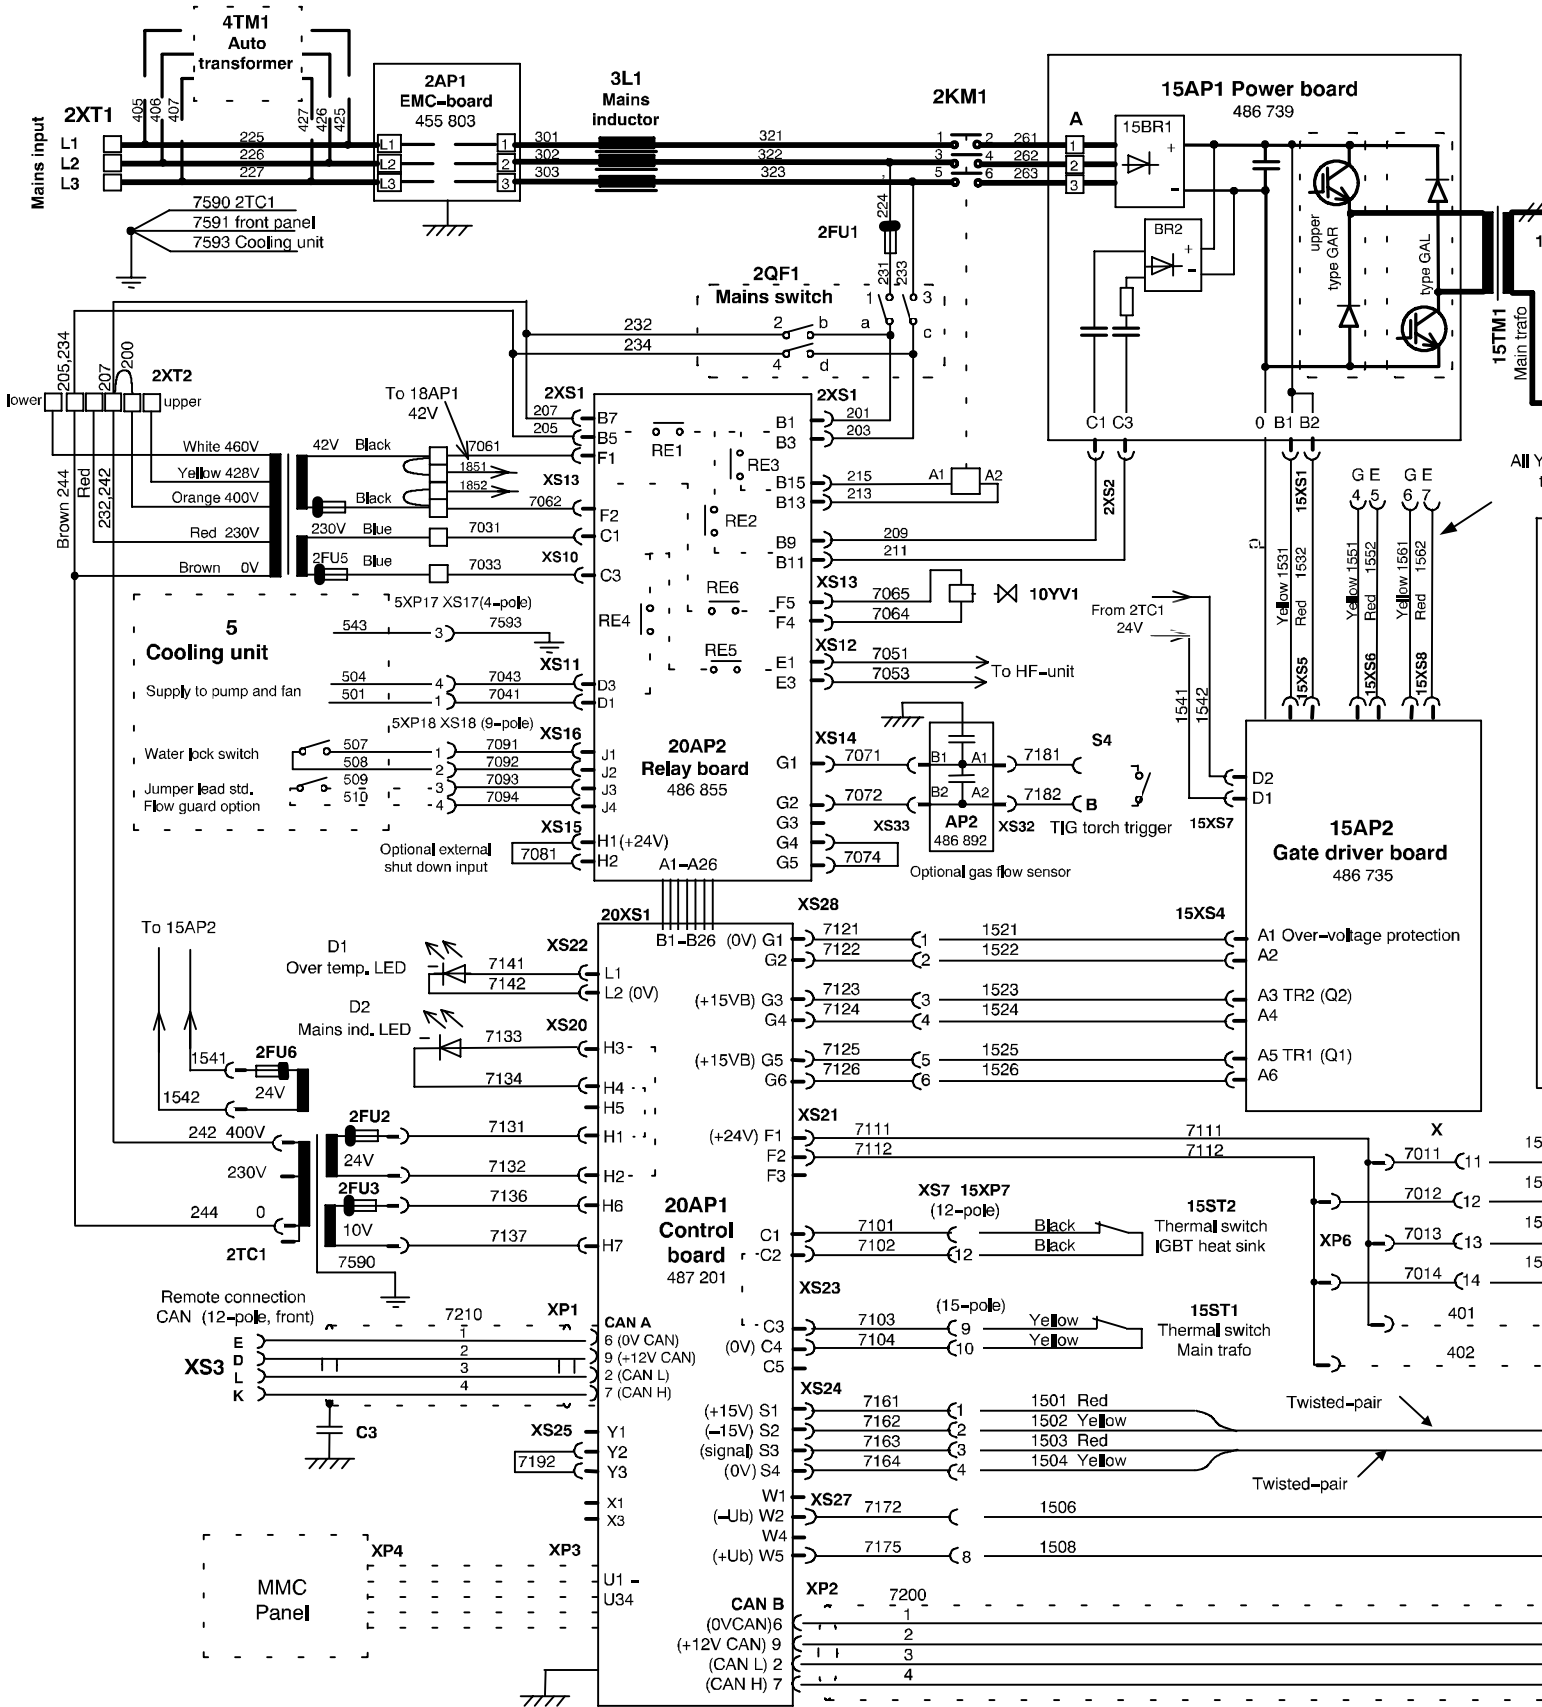 4TM1
Auto
transformer
2AP1
EMC–board
455 803
3L1
Mains
inductor
2KM1
15AP1 Power board
486 739
Mains input
2XT1
L1
L2
L3
405
406
407
427
426
425
225
226
227
L1
L2
L3
1
2
3
301
302
303
321
322
323
1
2
3
4
5
6
261
262
263
A
1
2
3
15BR1
+
–
BR2
+
–
upper
type GAR
type GAL
15TM1
Main trafo
7590 2TC1
7591 front panel
7593 Cooling unit
224
2FU1
231
233
2QF1
Mains switch
1
3
a
c
2
b
4
d
232
234
205,234
207
200
2XT2
lower
upper
To 18AP1
42V
2XS1
207
B7
205
B5
F1
2XS1
B1
201
B3
203
RE1
RE3
RE2
RE6
RE4
RE5
C1 C3
0 B1 B2
White 460V
Yellow 428V
Orange 400V
Red 230V
Brown 0V
Brown 244
Red
232,242
42V Black
7061
1851
1852
XS13
Black
7062
F2
230V Blue
7031
C1
2FU5
Blue
7033
XS10
C3
B15
215
A1
A2
B13
213
B9
209
B11
211
2XS2
15XS1
G E
4 5
G E
6 7
All Y
Yellow 1531
Red 1532
Yellow 1551
Red 1552
Yellow 1561
Red 1562
15XS5
15XS6
15XS8
XS13
F5
7065
F4
7064
10YV1
From 2TC1
24V
1541
1542
XS12
E1
7051
E3
7053
To HF–unit
5
Cooling unit
5XP17 XS17(4–pole)
543
3
7593
Supply to pump and fan
504
4
7043
XS11
D3
501
1
7041
D1
5XP18 XS18 (9–pole)
Water lock switch
507
1
7091
XS16
J1
508
2
7092
J2
Jumper lead std.
Flow guard option
509
3
7093
J3
510
4
7094
J4
20AP2
Relay board
486 855
XS14
G1
7071
B1
A1
7181
S4
G2
7072
B2
A2
7182
B
XS33
AP2
486 892
XS32
TIG torch trigger
G3
G4
G5
7074
Optional gas flow sensor
XS15
H1(+24V)
7081
H2
Optional external
shut down input
A1–A26
D2
D1
15XS7
15AP2
Gate driver board
486 735
20XS1
B1–B26
XS28
15XS4
(0V) G1
7121
1
1521
A1 Over–voltage protection
G2
7122
2
1522
A2
(+15VB) G3
7123
3
1523
A3 TR2 (Q2)
G4
7124
4
1524
A4
(+15VB) G5
7125
5
1525
A5 TR1 (Q1)
G6
7126
6
1526
A6
To 15AP2
D1
Over temp. LED
XS22
7141
L1
7142
L2 (0V)
D2
Mains ind. LED
XS20
7133
H3
7134
H4
H5
1541
2FU6
24V
1542
242 400V
2FU2
24V
7131
H1
230V
7132
H2
2FU3
10V
7136
H6
244 0
7137
H7
2TC1
7590
20AP1
Control
board
487 201
XS21
(+24V) F1
7111
7111
F2
7112
7112
F3
X
7011
11
15
7012
12
15
XP6
7013
13
15
7014
14
15
401
402
XS7 15XP7
(12–pole)
C1
7101
Black
C2
7102
12
Black
15ST2
Thermal switch
IGBT heat sink
XS23
(15–pole)
C3
7103
9
Yellow
(0V) C4
7104
10
Yellow
C5
15ST1
Thermal switch
Main trafo
Remote connection
CAN (12–pole, front)
7210
XP1
CAN A
XS3
E
1
6 (0V CAN)
D
2
9 (+12V CAN)
L
3
2 (CAN L)
K
4
7 (CAN H)
C3
XS25
Y1
Y2
7192
Y3
X1
X3
XS24
(+15V) S1
7161
1
1501 Red
(–15V) S2
7162
2
1502 Yellow
(signal) S3
7163
3
1503 Red
(0V) S4
7164
4
1504 Yellow
Twisted–pair
Twisted–pair
W1
XS27
(–Ub) W2
7172
1506
W4
(+Ub) W5
7175
8
1508
MMC
Panel
XP4
XP3
U1
U34
XP2
7200
CAN B
(0VCAN)6
1
(+12V CAN) 9
2
(CAN L) 2
3
(CAN H) 7
4